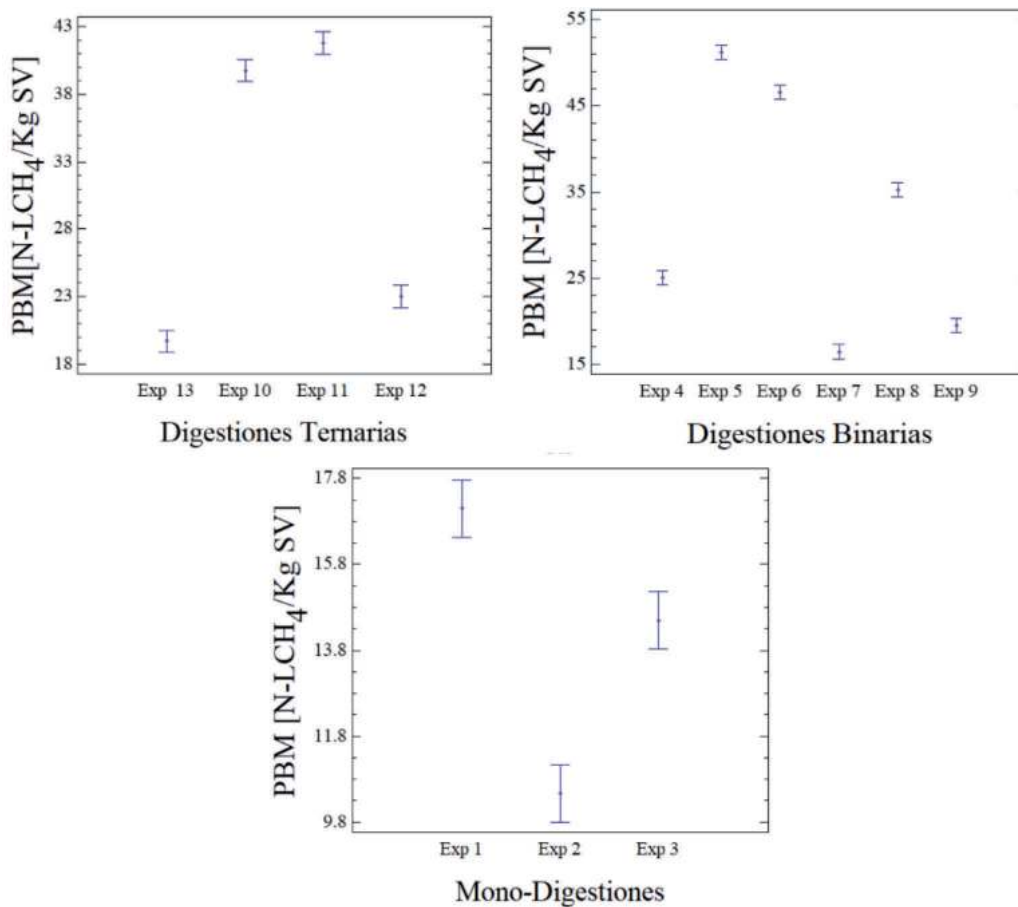 PBM[N-LCH4/Kg SV]
43
38
33
28
23
18
Exp 13 Exp 10 Exp 11 Exp 12
Digestiones Ternarias
PBM [N-LCH4/Kg SV]
55
45
35
25
15
Exp 4 Exp 5 Exp 6 Exp 7 Exp 8 Exp 9
Digestiones Binarias
PBM [N-LCH4/Kg SV]
17.8
15.8
13.8
11.8
9.8
Exp 1 Exp 2 Exp 3
Mono-Digestiones